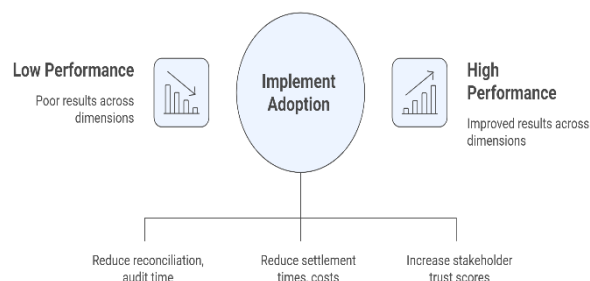 Low Performance
Poor results across
dimensions
Implement
Adoption
High
Performance
Improved results across
dimensions
Reduce reconciliation,
audit time
Reduce settlement
times, costs
Increase stakeholder
trust scores